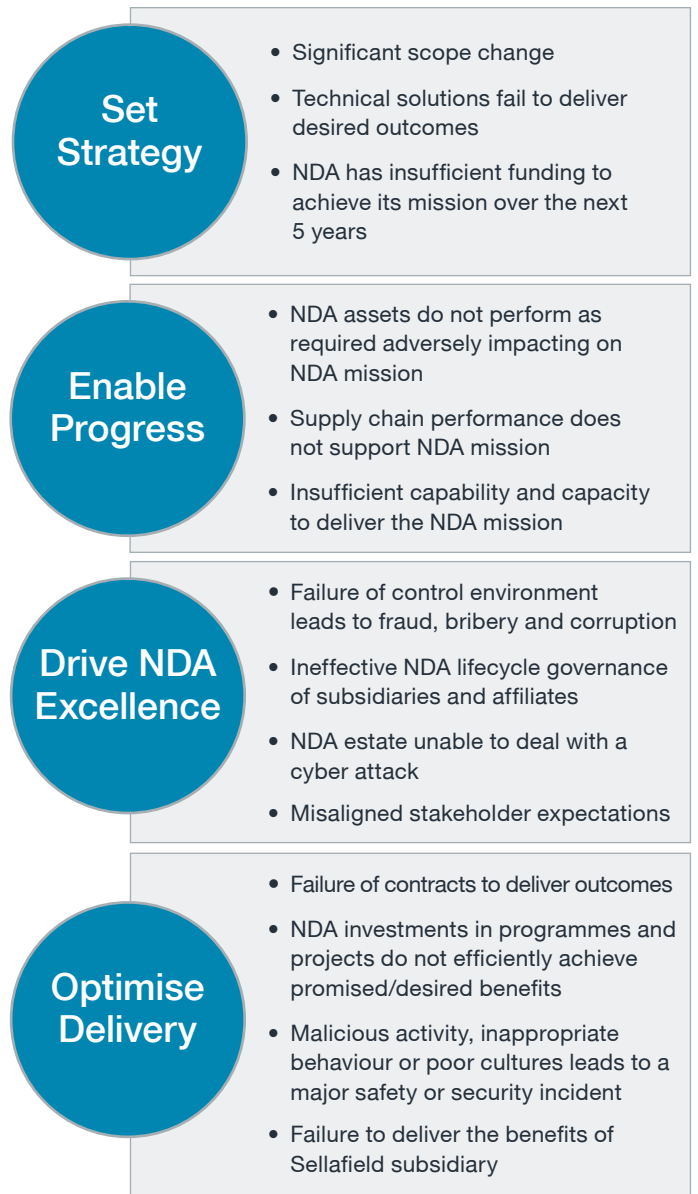 Set
Strategy
• Significant scope change
• Technical solutions fail to deliver
desired outcomes
• NDA has insufficient funding to
achieve its mission over the next
5 years
Enable
Progress
• NDA assets do not perform as
required adversely impacting on
NDA mission
• Supply chain performance does
not support NDA mission
• Insufficient capability and capacity
to deliver the NDA mission
Drive NDA
Excellence
• Failure of control environment
leads to fraud, bribery and corruption
• Ineffective NDA lifecycle governance
of subsidiaries and affiliates
• NDA estate unable to deal with a
cyber attack
• Misaligned stakeholder expectations
Optimise
Delivery
• Failure of contracts to deliver outcomes
• NDA investments in programmes and
projects do not efficiently achieve
promised/desired benefits
• Malicious activity, inappropriate
behaviour or poor cultures leads to a
major safety or security incident
• Failure to deliver the benefits of
Sellafield subsidiary